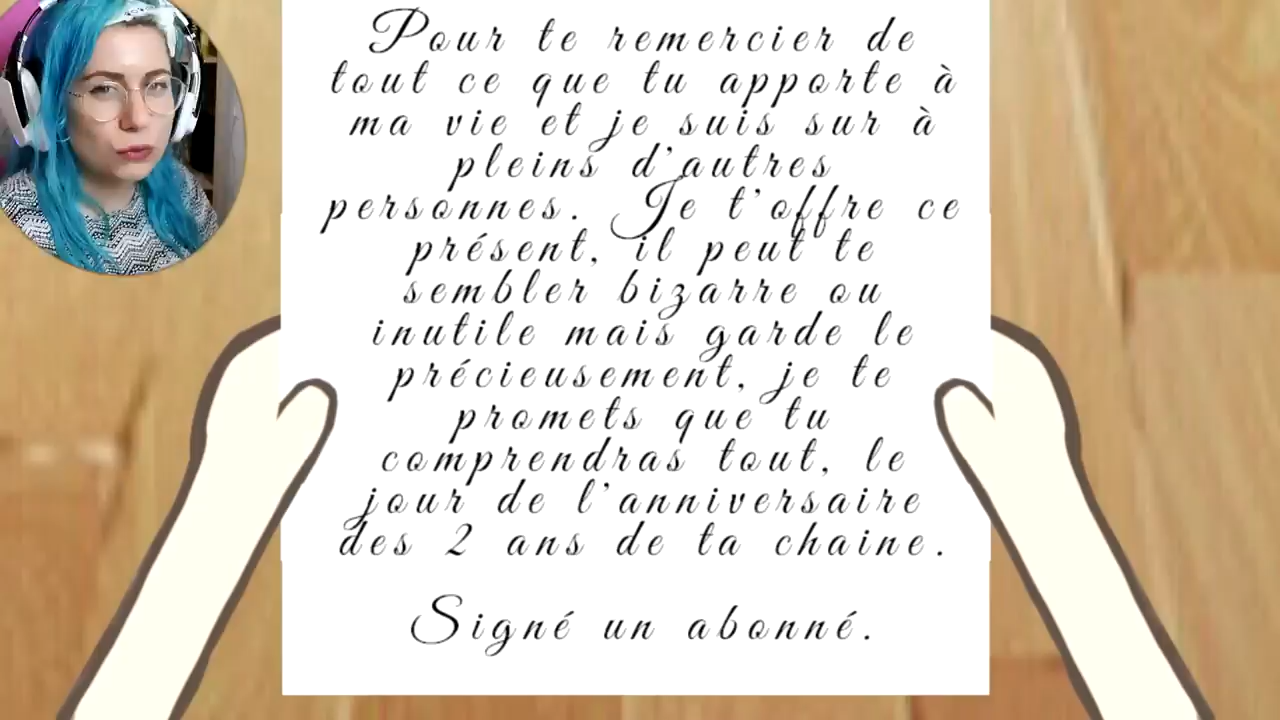 Pour te remercier de
tout ce que tu apporte à
ma vie et je suis sur à
pleins d'autres
personnes. Je t'offre ce
présent, il peut te
sembler bizarre ou
inutile mais garde le
précieusement, je te
promets que tu
comprendras tout, le
jour de l'anniversaire
des 2 ans de ta chaine.
Signé un abonné.